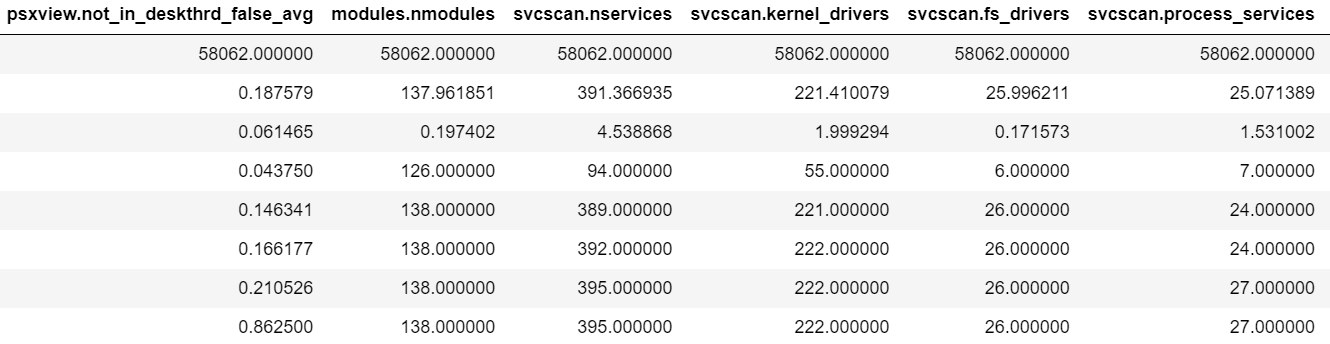 psxview.not_in_deskthrd_false_avg modules.nmodules svcscan.nservices svcscan.kernel_drivers svcscan.fs_drivers svcscan.process_services
58062.000000 58062.000000 58062.000000 58062.000000 58062.000000 58062.000000
0.187579 137.961851 391.366935 221.410079 25.996211 25.071389
0.061465 0.197402 4.538868 1.999294 0.171573 1.531002
0.043750 126.000000 94.000000 55.000000 6.000000 7.000000
0.146341 138.000000 389.000000 221.000000 26.000000 24.000000
0.166177 138.000000 392.000000 222.000000 26.000000 24.000000
0.210526 138.000000 395.000000 222.000000 26.000000 27.000000
0.862500 138.000000 395.000000 222.000000 26.000000 27.000000